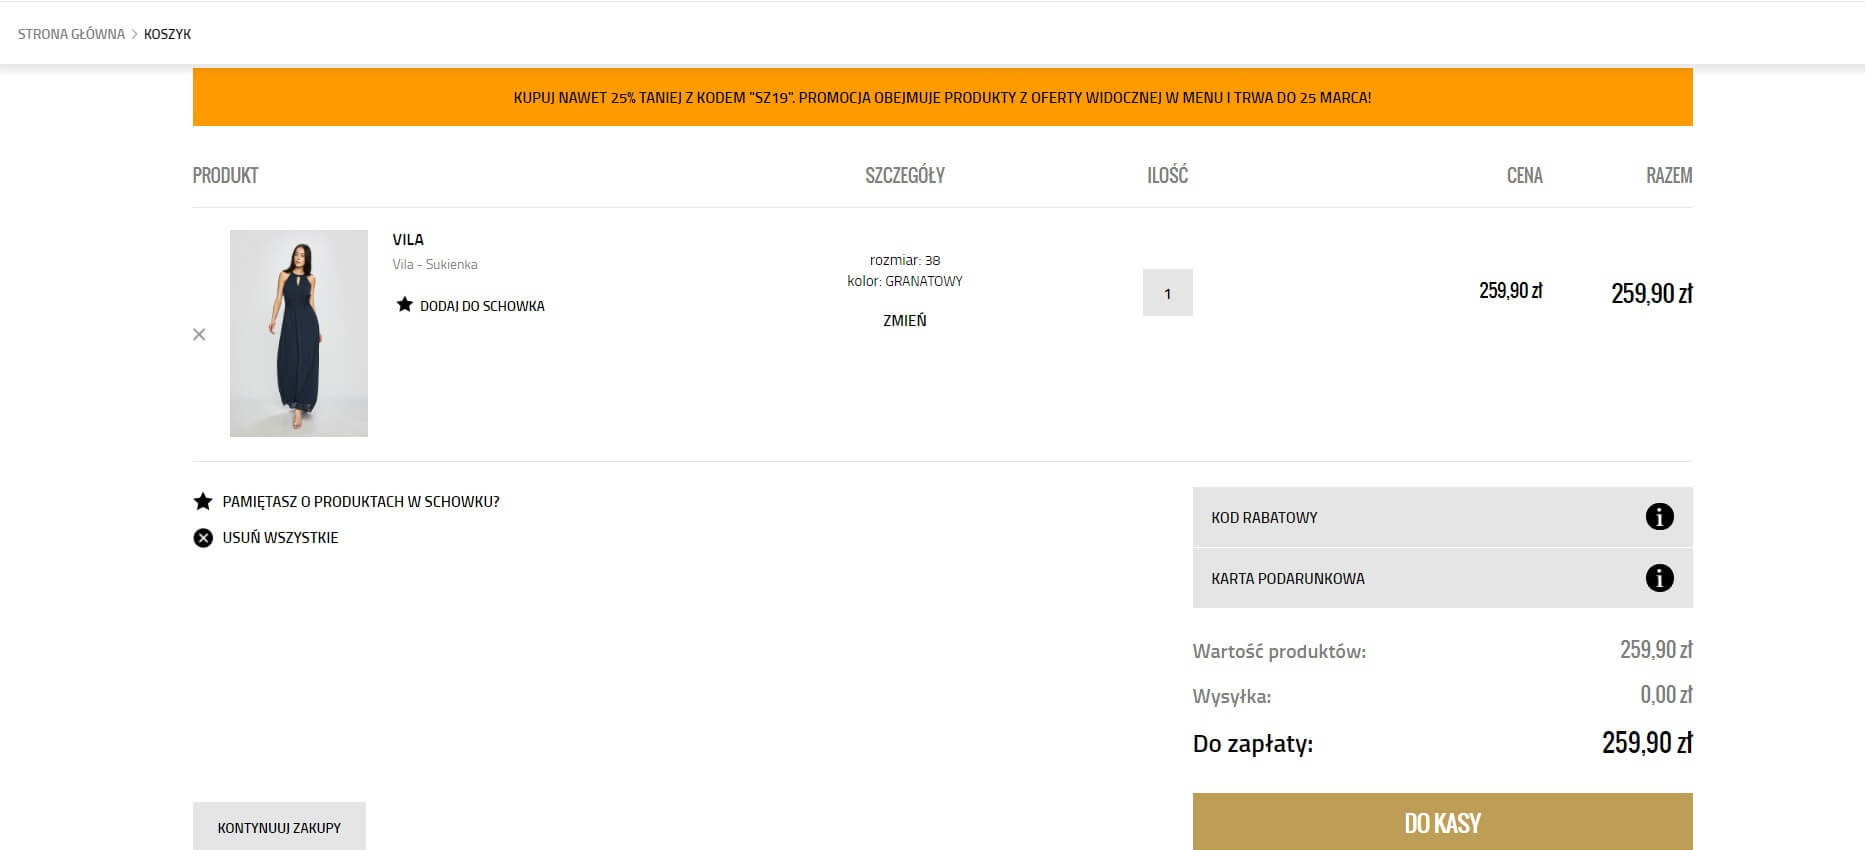 STRONA GŁÓWNA > KOSZYK
KUPUJ NAWET 25% TANIEJ Z KODEM "SZ19". PROMOCJA OBEJMUJE PRODUKTY Z OFERTY WIDOCZNEJ W MENU I TRWA DO 25 MARCA!
PRODUKT SZCZEGÓŁY ILOŚĆ CENA RAZEM
VILA
Vila - Sukienka
DODAJ DO SCHOWKA
rozmiar: 38
kolor: GRANATOWY
ZMIEŃ
1
259,90 zł
259,90 zł
PAMIĘTASZ O PRODUKTACH W SCHOWKU?
USUŃ WSZYSTKIE
KOD RABATOWY
KARTA PODARUNKOWA
Wartość produktów: 259,90 zł
Wysyłka: 0,00 zł
Do zapłaty: 259,90 zł
KONTYNUUJ ZAKUPY
DO KASY